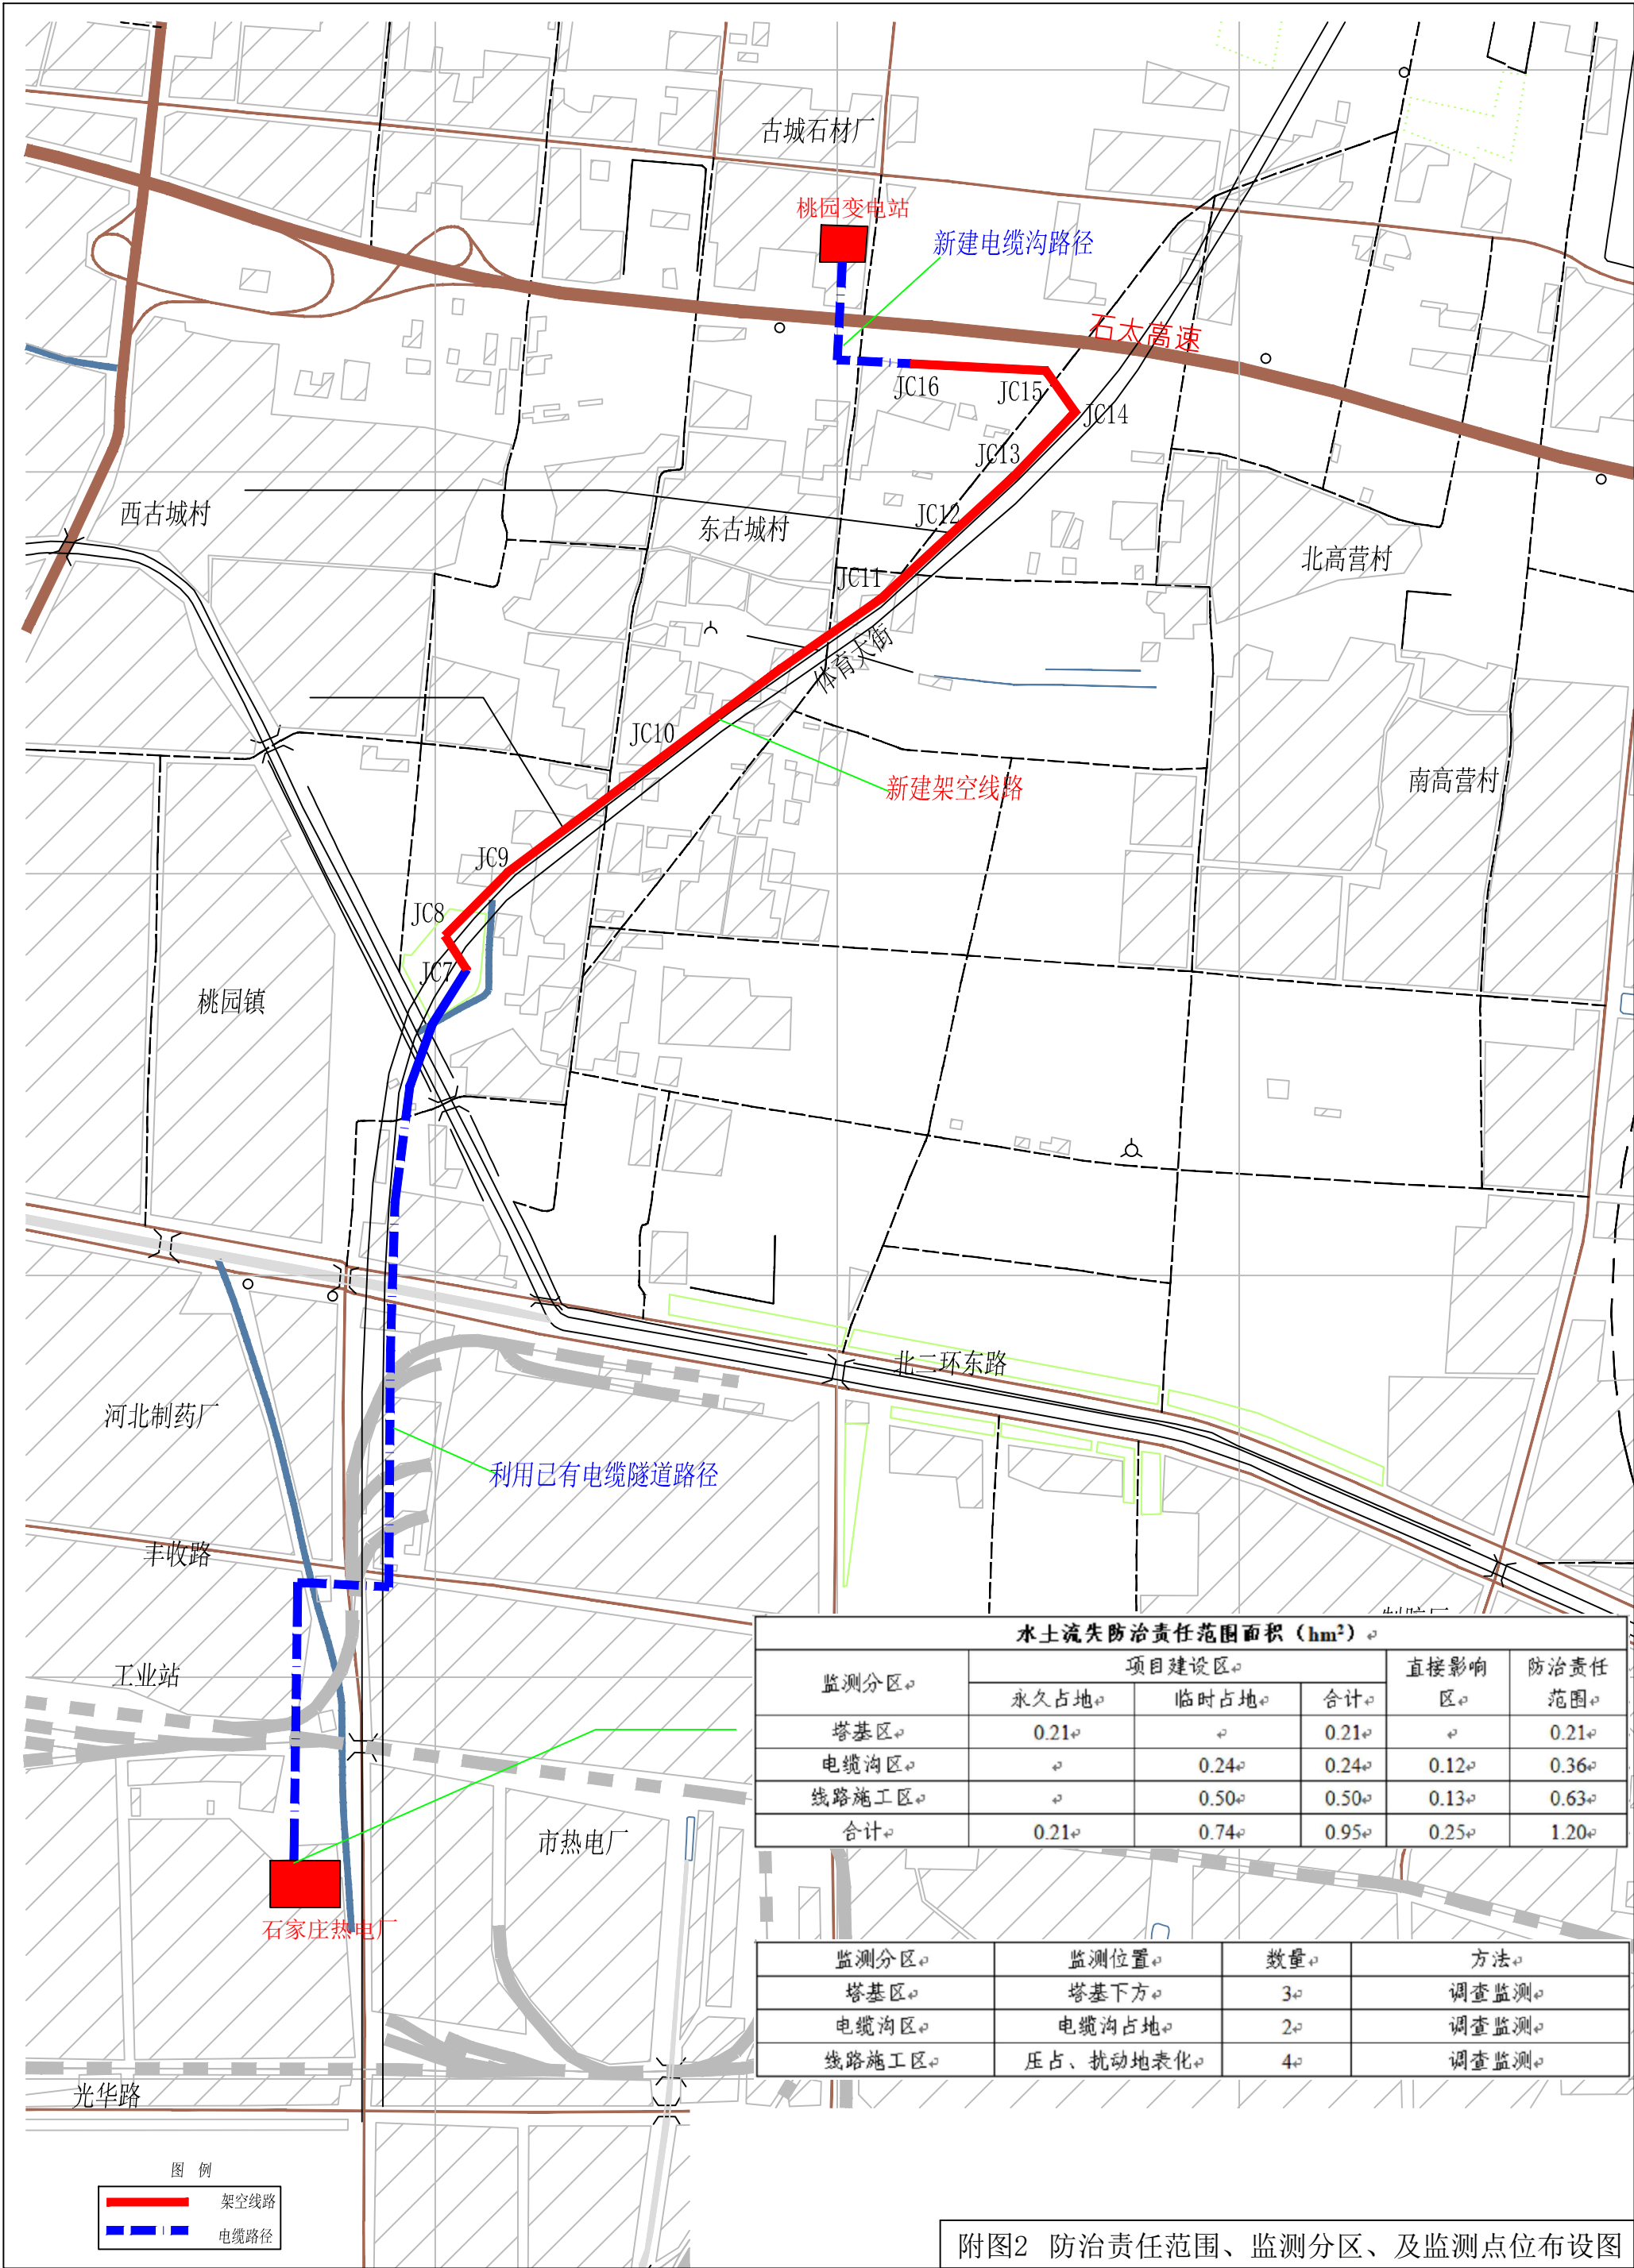 古城石材厂
桃园变电站
新建电缆沟路径
石太高速
JC16
JC15
JC14
JC13
西古城村
JC12
东古城村
北高营村
JC11
体育大街
JC10
新建架空线路
南高营村
JC9
JC8
JC7
桃园镇
北二环东路
河北制药厂
利用已有电缆隧道路径
丰收路
工业站
市热电厂
石家庄热电厂
光华路
水土流失防治责任范围面积（hm²）
监测分区 项目建设区 直接影响区 防治责任范围
永久占地 临时占地 合计
塔基区 0.21 0.21 0.21
电缆沟区 0.24 0.24 0.12 0.36
线路施工区 0.50 0.50 0.13 0.63
合计 0.21 0.74 0.95 0.25 1.20
监测分区 监测位置 数量 方法
塔基区 塔基下方 3 调查监测
电缆沟区 电缆沟占地 2 调查监测
线路施工区 压占、扰动地表化 4 调查监测
图 例
架空线路
电缆路径
附图2 防治责任范围、监测分区、及监测点位布设图